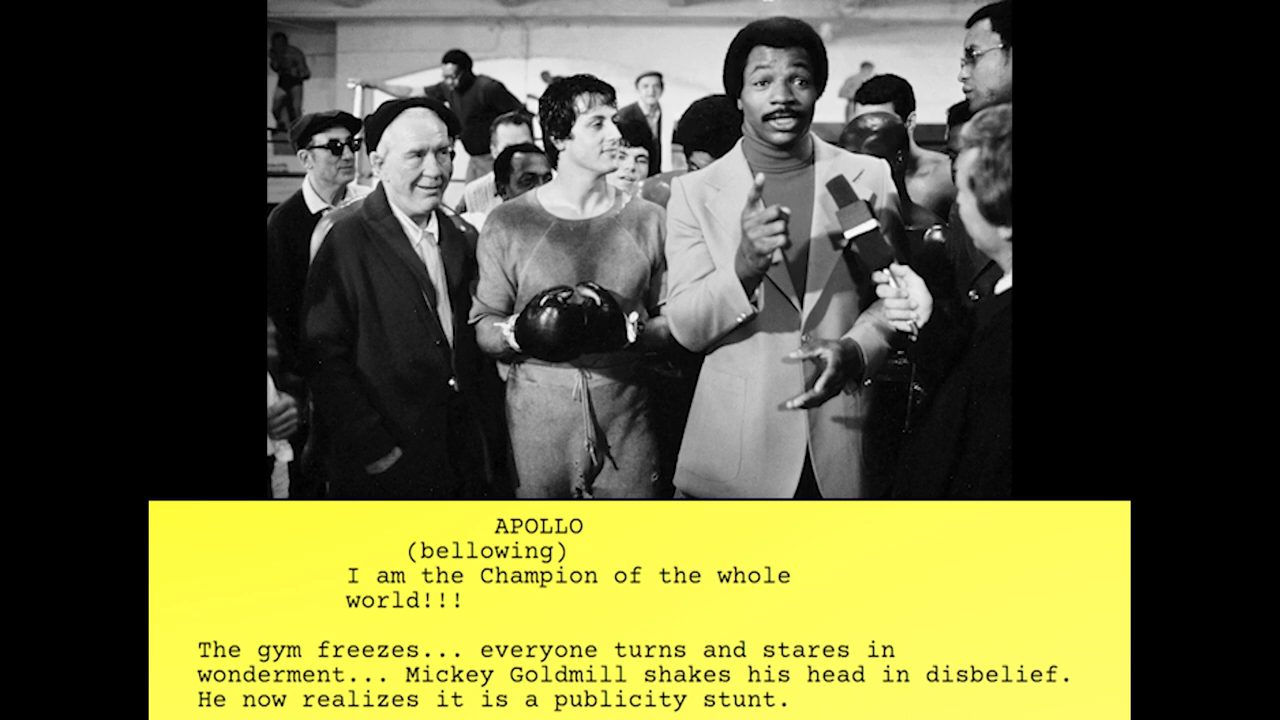 APOLLO
(bellowing)
I am the Champion of the whole
world!!!
The gym freezes... everyone turns and stares in
wonderment... Mickey Goldmill shakes his head in disbelief.
He now realizes it is a publicity stunt.